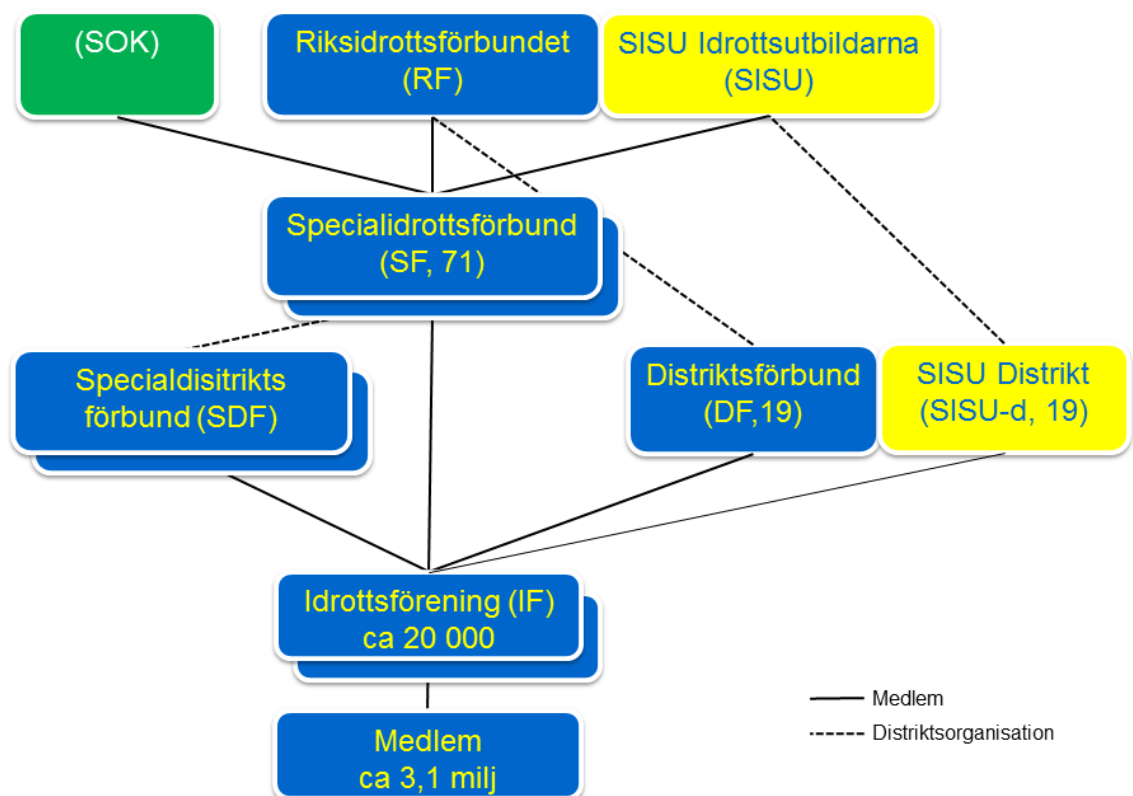 (SOK)
Riksidrottsförbundet
(RF)
SISU Idrottsutbildarna
(SISU)
Specialidrottsförbund
(SF, 71)
Specialdisitrikts
förbund (SDF)
Distriktsförbund
(DF,19)
SISU Distrikt
(SISU-d, 19)
Idrottsförening (IF)
ca 20 000
Medlem
ca 3,1 milj
Medlem
Distriktsorganisation